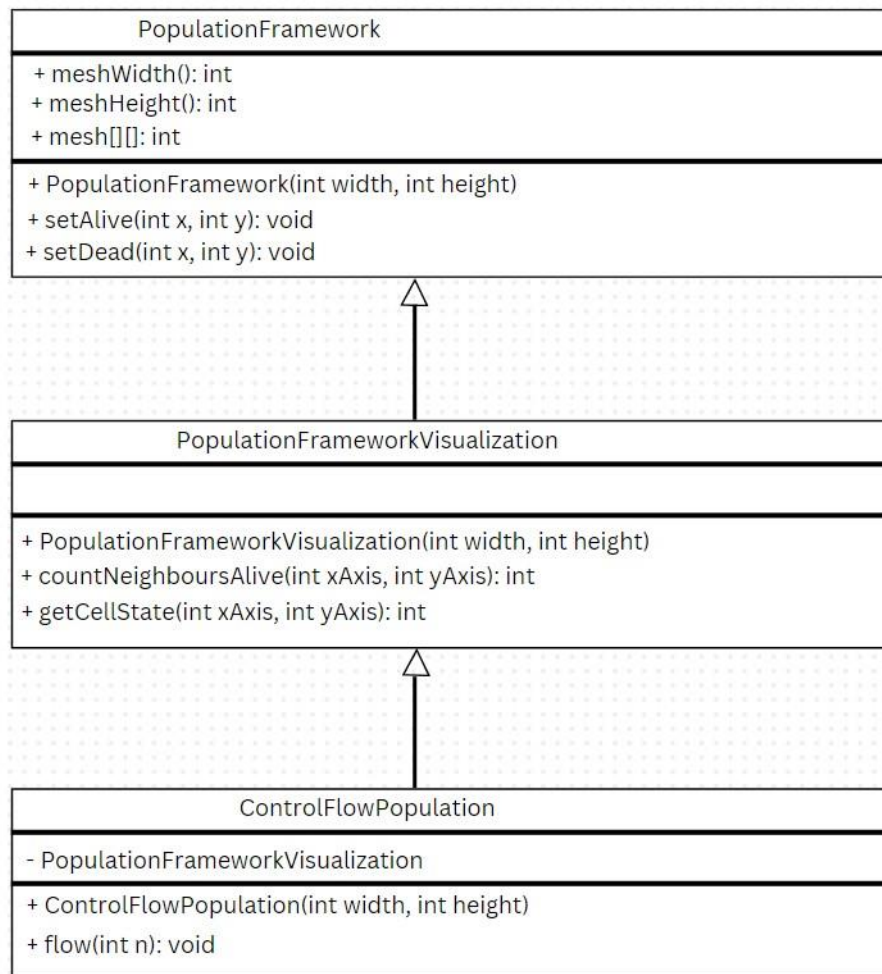 PopulationFramework
+ meshWidth(): int
+ meshHeight(): int
+ mesh[][]: int
+ PopulationFramework(int width, int height)
+ setAlive(int x, int y): void
+ setDead(int x, int y): void
PopulationFrameworkVisualization
+ PopulationFrameworkVisualization(int width, int height)
+ countNeighboursAlive(int xAxis, int yAxis): int
+ getCellState(int xAxis, int yAxis): int
ControlFlowPopulation
- PopulationFrameworkVisualization
+ ControlFlowPopulation(int width, int height)
+ flow(int n): void